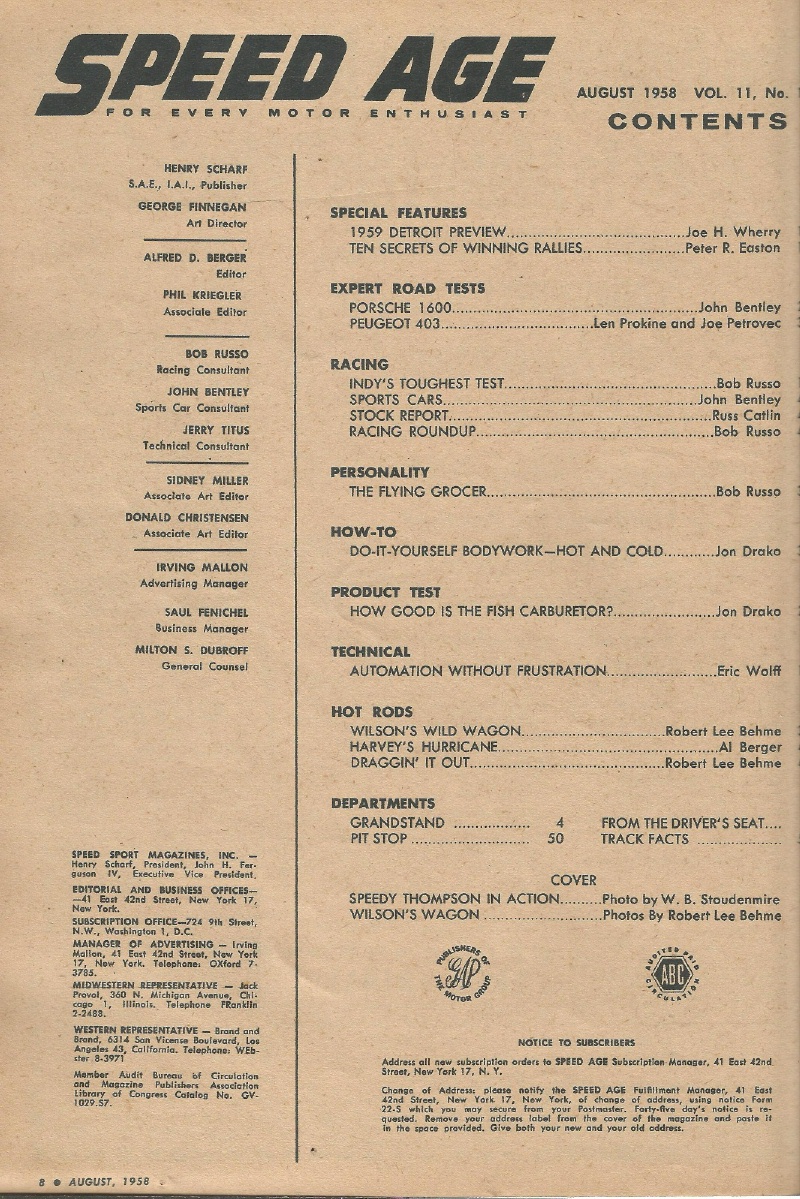 SPEED AGE
FOR EVERY MOTOR ENTHUSIAST
AUGUST 1958 VOL. 11, No.
CONTENTS
HENRY SCHARF
S.A.E., I.A.I., Publisher
GEORGE FINNEGAN
Art Director
ALFRED D. BERGER
Editor
PHIL KRIEGLER
Associate Editor
BOB RUSSO
Racing Consultant
JOHN BENTLEY
Sports Car Consultant
JERRY TITUS
Technical Consultant
SIDNEY MILLER
Associate Art Editor
DONALD CHRISTENSEN
Associate Art Editor
IRVING MALLON
Advertising Manager
SAUL FENICHEL
Business Manager
MILTON S. DUBROFF
General Counsel
SPEED SPORT MAGAZINES, INC. —
Henry Scharf, President, John H. Fer-
guson IV, Executive Vice President.
EDITORIAL AND BUSINESS OFFICES—
—41 East 42nd Street, New York 17,
New York.
SUBSCRIPTION OFFICE—724 9th Street,
N.W., Washington 1, D.C.
MANAGER OF ADVERTISING — Irving
Mallon, 41 East 42nd Street, New York
17, New York. Telephone: OXford 7-
3785.
MIDWESTERN REPRESENTATIVE — Jack
Provol, 360 N. Michigan Avenue, Chi-
cago 1, Illinois. Telephone FRanklin
2-2488.
WESTERN REPRESENTATIVE — Brand and
Brand, 6314 San Vicense Boulevard, Los
Angeles 43, California. Telephone: WEb-
ster 8-3971
Member Audit Bureau of Circulation
and Magazine Publishers Association
Library of Congress Catalog No. GV-
1029.S7.
SPECIAL FEATURES
1959 DETROIT PREVIEW..........Joe H. Wherry
TEN SECRETS OF WINNING RALLIES..........Peter R. Easton
EXPERT ROAD TESTS
PORSCHE 1600..........John Bentley
PEUGEOT 403..........Len Prokine and Joe Petrovec
RACING
INDY'S TOUGHEST TEST..........Bob Russo
SPORTS CARS..........John Bentley
STOCK REPORT..........Russ Catlin
RACING ROUNDUP..........Bob Russo
PERSONALITY
THE FLYING GROCER..........Bob Russo
HOW-TO
DO-IT-YOURSELF BODYWORK—HOT AND COLD..........Jon Drako
PRODUCT TEST
HOW GOOD IS THE FISH CARBURETOR?..........Jon Drako
TECHNICAL
AUTOMATION WITHOUT FRUSTRATION..........Eric Wolff
HOT RODS
WILSON'S WILD WAGON..........Robert Lee Behme
HARVEY'S HURRICANE..........Al Berger
DRAGGIN' IT OUT..........Robert Lee Behme
DEPARTMENTS
GRANDSTAND .......... 4 FROM THE DRIVER'S SEAT....
PIT STOP .......... 50 TRACK FACTS ..........
COVER
SPEEDY THOMPSON IN ACTION..........Photo by W. B. Stoudenmire
WILSON'S WAGON ..........Photos By Robert Lee Behme
PUBLISHERS OF
THE MOTOR GROUP
AUDITED PAID
ABC
CIRCULATION
NOTICE TO SUBSCRIBERS
Address all new subscription orders to SPEED AGE Subscription Manager, 41 East 42nd
Street, New York 17, N. Y.
Change of Address: please notify the SPEED AGE Fulfillment Manager, 41 East
42nd Street, New York 17, New York, of change of address, using notice Form
22-S which you may secure from your Postmaster. Forty-five day's notice is re-
quested. Remove your address label from the cover of the magazine and paste it
in the space provided. Give both your new and your old address.
8 ● AUGUST, 1958